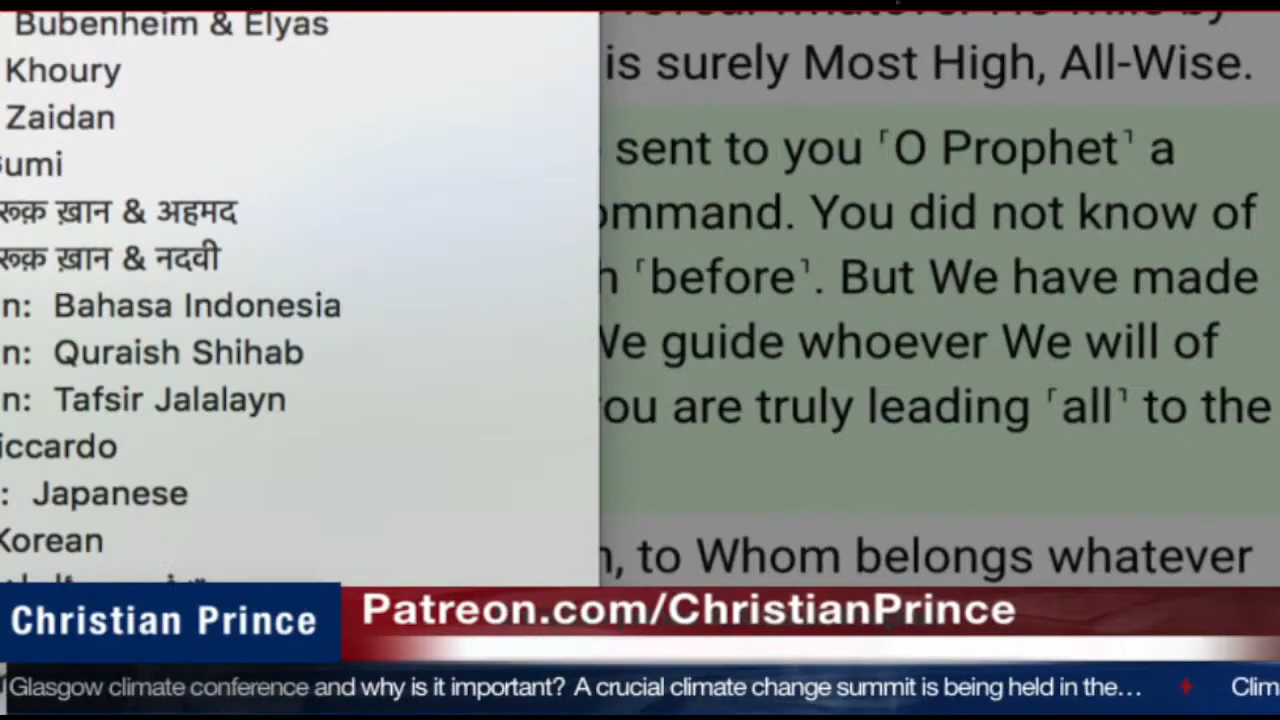 Bubenheim & Elyas
Khoury
Zaidan
umi
ख़ान & अहमद
ख़ान & नदवी
n: Bahasa Indonesia
n: Quraish Shihab
n: Tafsir Jalalayn
iccardo
: Japanese
Korean
is surely Most High, All-Wise.
sent to you ⸢O Prophet⸣ a
ommand. You did not know of
⸢before⸣. But We have made
We guide whoever We will of
ou are truly leading ⸢all⸣ to the
, to Whom belongs whatever
Christian Prince
Patreon.com/ChristianPrince
Glasgow climate conference and why is it important? A crucial climate change summit is being held in the... Clim